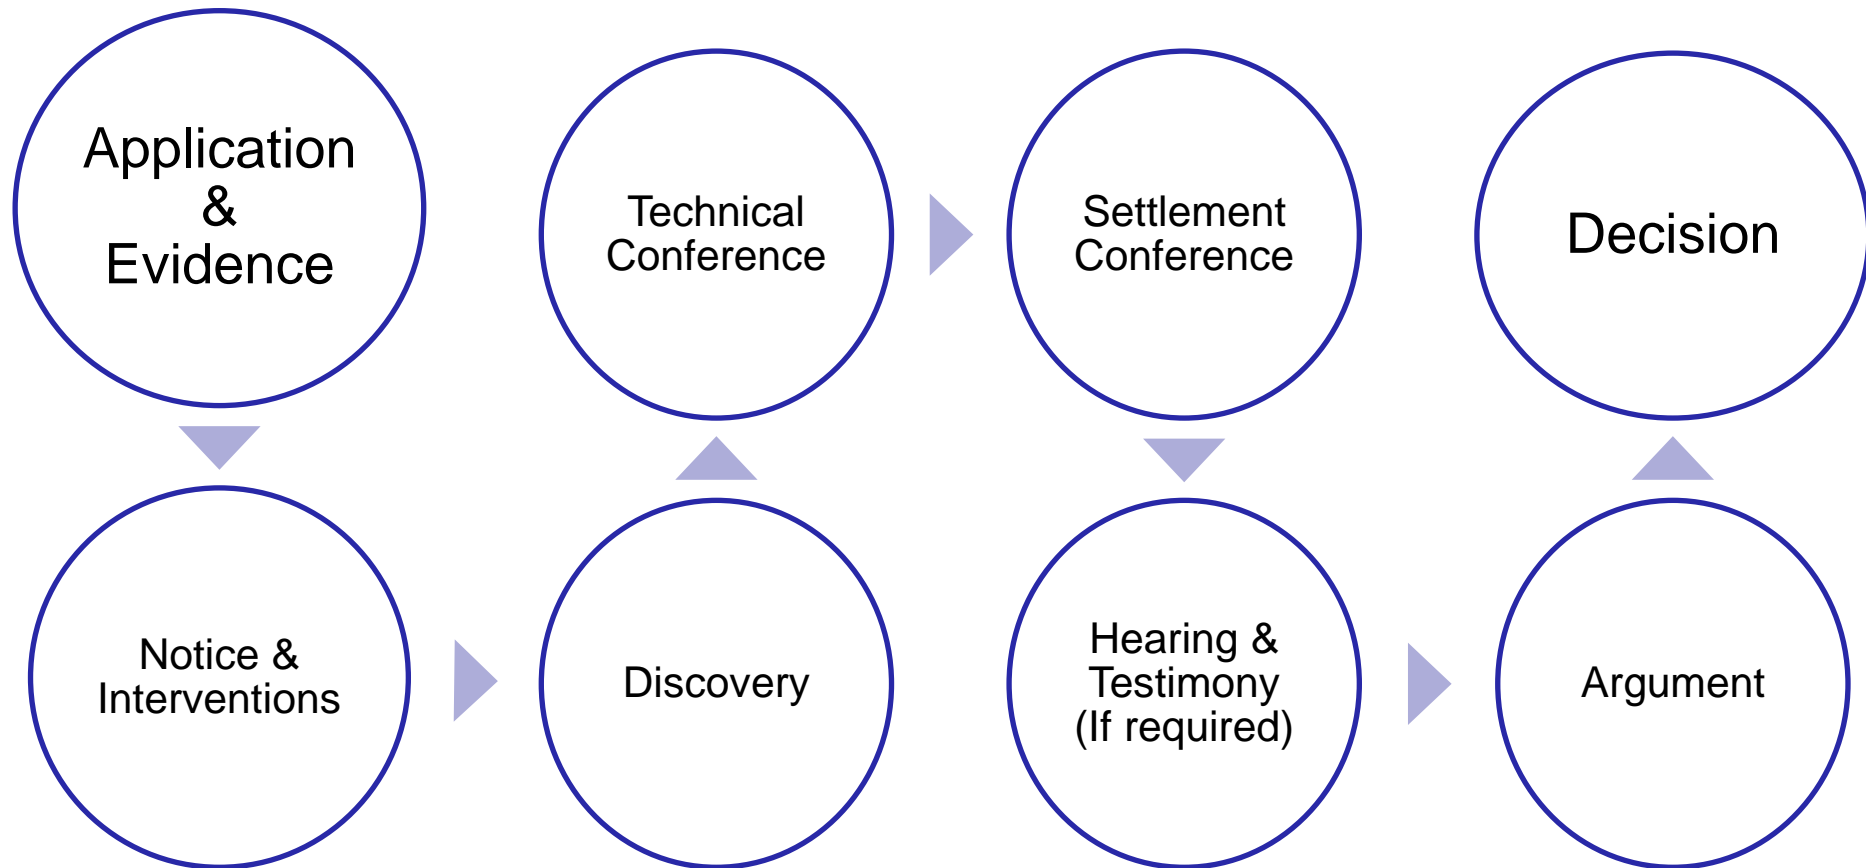 Application
&
Evidence
Notice &
Interventions
Discovery
Technical
Conference
Settlement
Conference
Hearing &
Testimony
(If required)
Argument
Decision